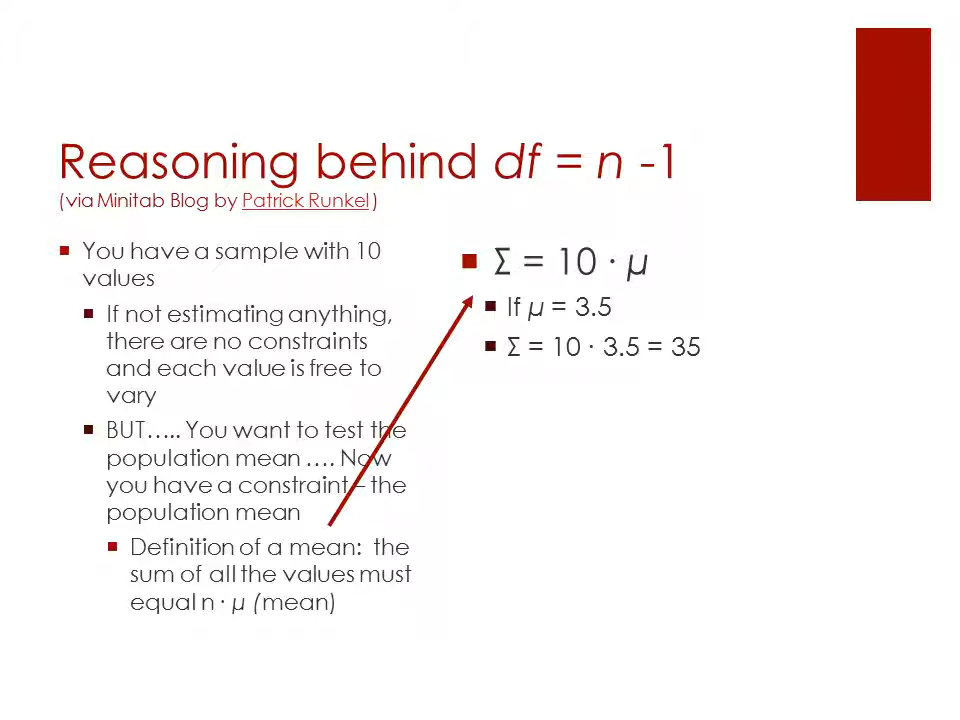 Reasoning behind df = n -1
(via Minitab Blog by Patrick Runkel)
You have a sample with 10
values
If not estimating anything,
there are no constraints
and each value is free to
vary
BUT….. You want to test the
population mean …. Now
you have a constraint – the
population mean
Definition of a mean: the
sum of all the values must
equal n ∙ µ (mean)
Σ = 10 ∙ µ
If µ = 3.5
Σ = 10 ∙ 3.5 = 35